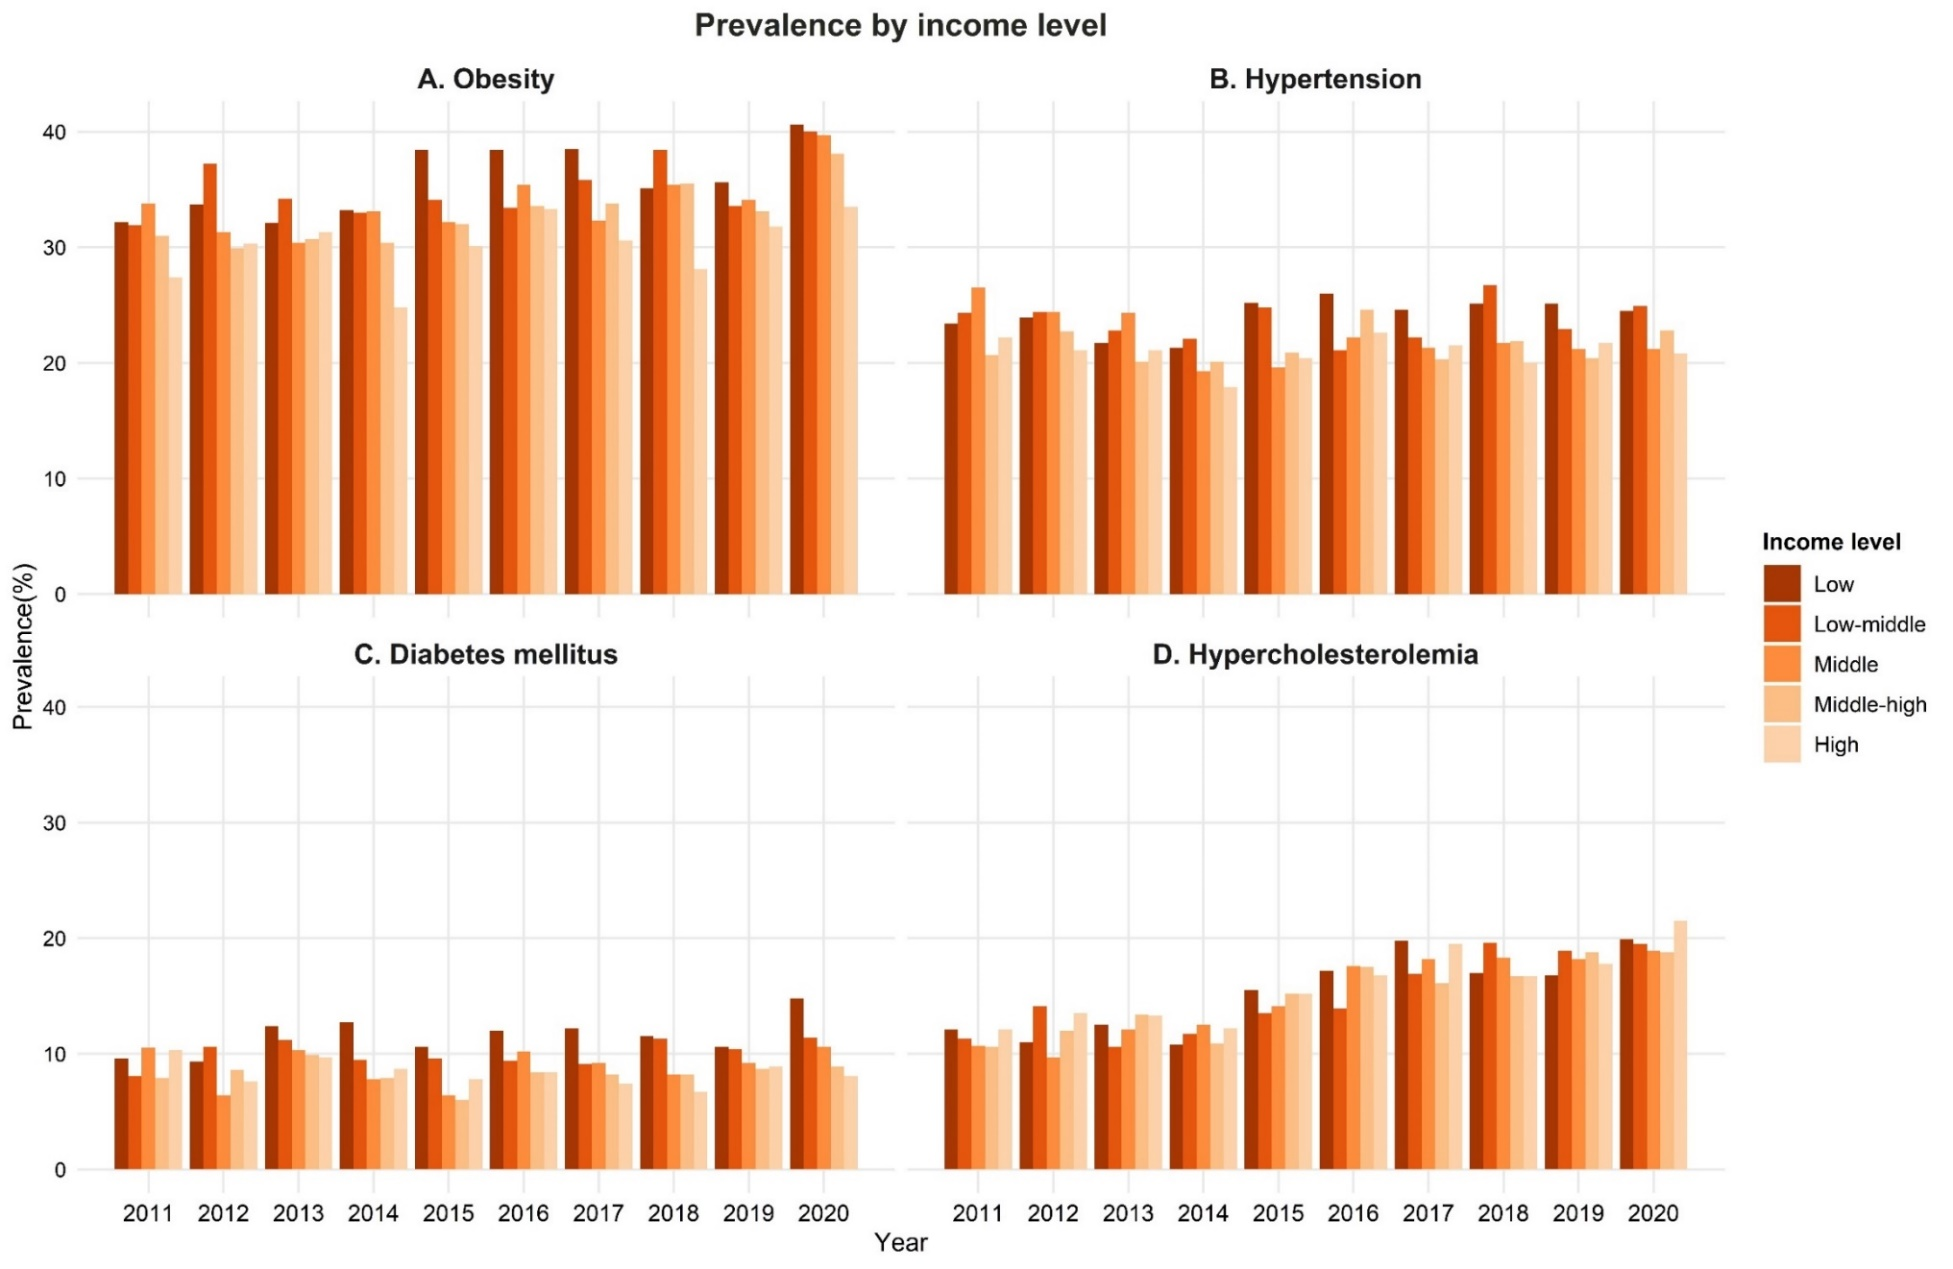 Prevalence by income level
A. Obesity
B. Hypertension
40
30
20
10
0
C. Diabetes mellitus
D. Hypercholesterolemia
40
30
20
10
0
Prevalence(%)
2011 2012 2013 2014 2015 2016 2017 2018 2019 2020
2011 2012 2013 2014 2015 2016 2017 2018 2019 2020
Year
Income level
Low
Low-middle
Middle
Middle-high
High